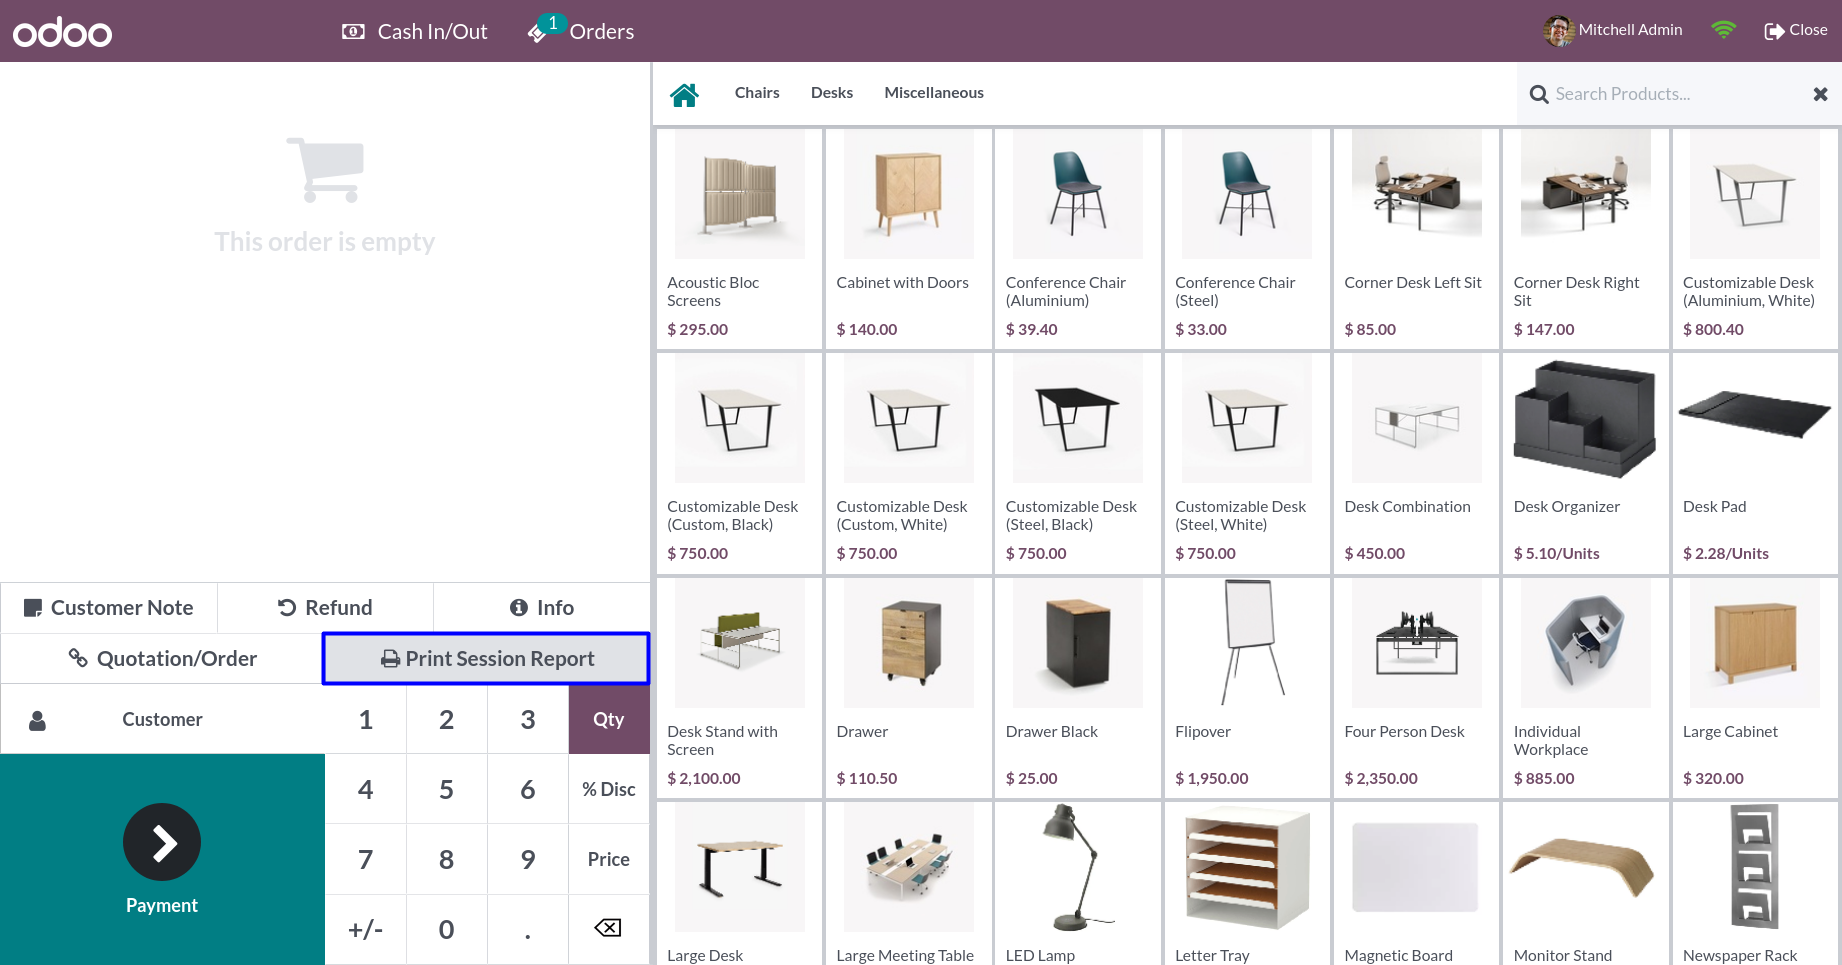 odoo
Cash In/Out
1
Orders
Mitchell Admin
Close
This order is empty
Customer Note
Refund
Info
Quotation/Order
Print Session Report
Customer
1
2
3
Qty
4
5
6
% Disc
Payment
7
8
9
Price
+/-
0
.
Chairs
Desks
Miscellaneous
Search Products...
Acoustic Bloc
Screens
$ 295.00
Cabinet with Doors
$ 140.00
Conference Chair
(Aluminium)
$ 39.40
Conference Chair
(Steel)
$ 33.00
Corner Desk Left Sit
$ 85.00
Corner Desk Right
Sit
$ 147.00
Customizable Desk
(Aluminium, White)
$ 800.40
Customizable Desk
(Custom, Black)
$ 750.00
Customizable Desk
(Custom, White)
$ 750.00
Customizable Desk
(Steel, Black)
$ 750.00
Customizable Desk
(Steel, White)
$ 750.00
Desk Combination
$ 450.00
Desk Organizer
$ 5.10/Units
Desk Pad
$ 2.28/Units
Desk Stand with
Screen
$ 2,100.00
Drawer
$ 110.50
Drawer Black
$ 25.00
Flipover
$ 1,950.00
Four Person Desk
$ 2,350.00
Individual
Workplace
$ 885.00
Large Cabinet
$ 320.00
Large Desk
Large Meeting Table
LED Lamp
Letter Tray
Magnetic Board
Monitor Stand
Newspaper Rack